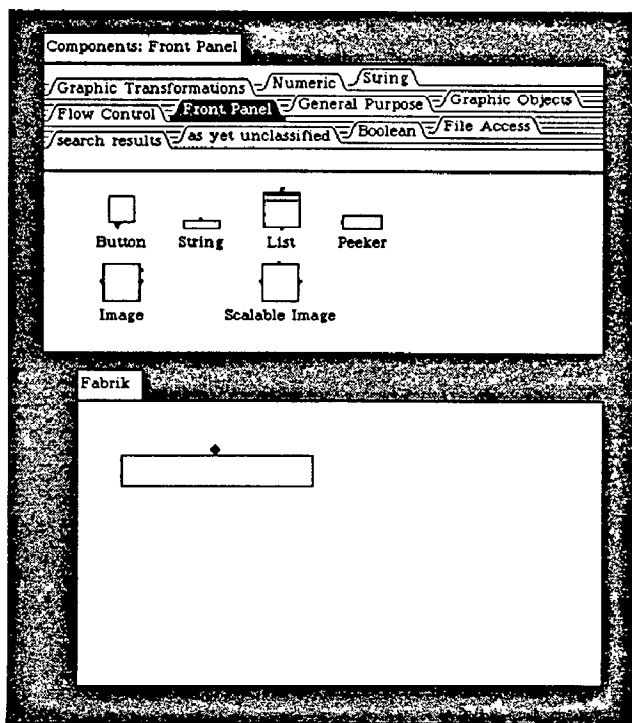 Components: Front Panel
Graphic Transformations Numeric String
Flow Control Front Panel General Purpose Graphic Objects
search results as yet unclassified Boolean File Access
Button String List Peeker
Image Scalable Image
Fabrik